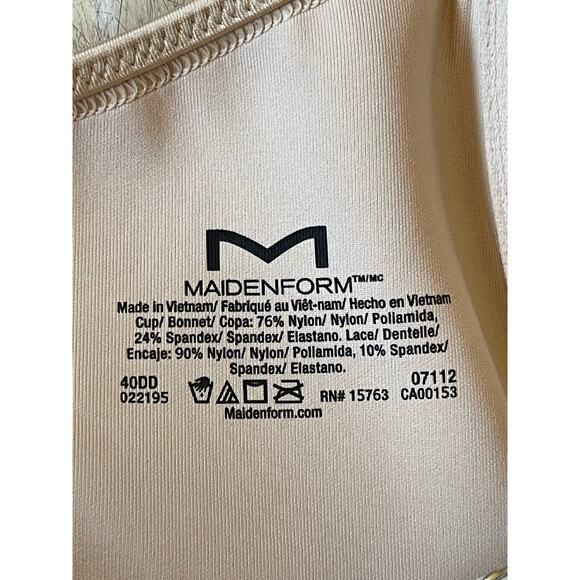 M
MAIDENFORM™/MC
Made in Vietnam/ Fabriqué au Viêt-nam/ Hecho en Vietnam
Cup/ Bonnet/ Copa: 76% Nylon/ Nylon/ Poliamida,
24% Spandex/ Spandex/ Elastano. Lace/ Dentelle/
Encaje: 90% Nylon/ Nylon/ Poliamida, 10% Spandex/
Spandex/ Elastano.
40DD 07112
022195 RN# 15763 CA00153
Maidenform.com